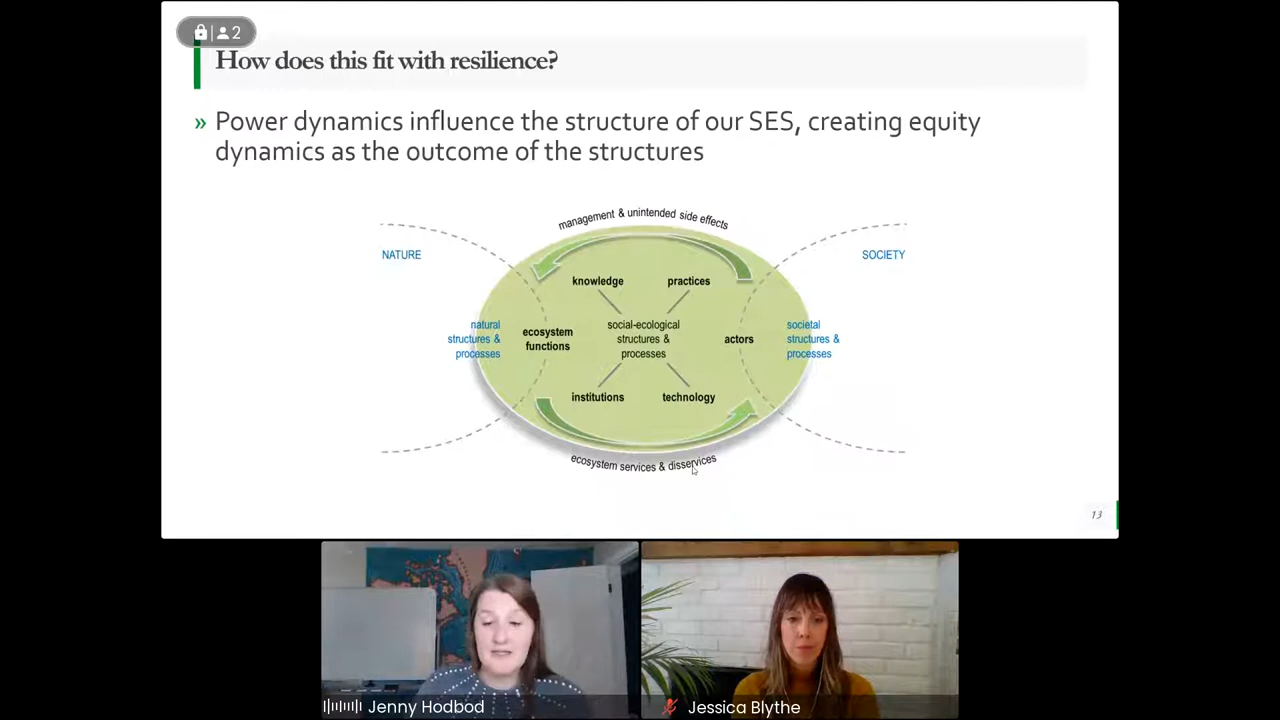 2
How does this fit with resilience?
» Power dynamics influence the structure of our SES, creating equity
dynamics as the outcome of the structures
management & unintended side effects
NATURE
SOCIETY
knowledge
practices
natural
structures &
processes
ecosystem
functions
social-ecological
structures &
processes
actors
societal
structures &
processes
institutions
technology
ecosystem services & disservices
13
Jenny Hodbod
Jessica Blythe